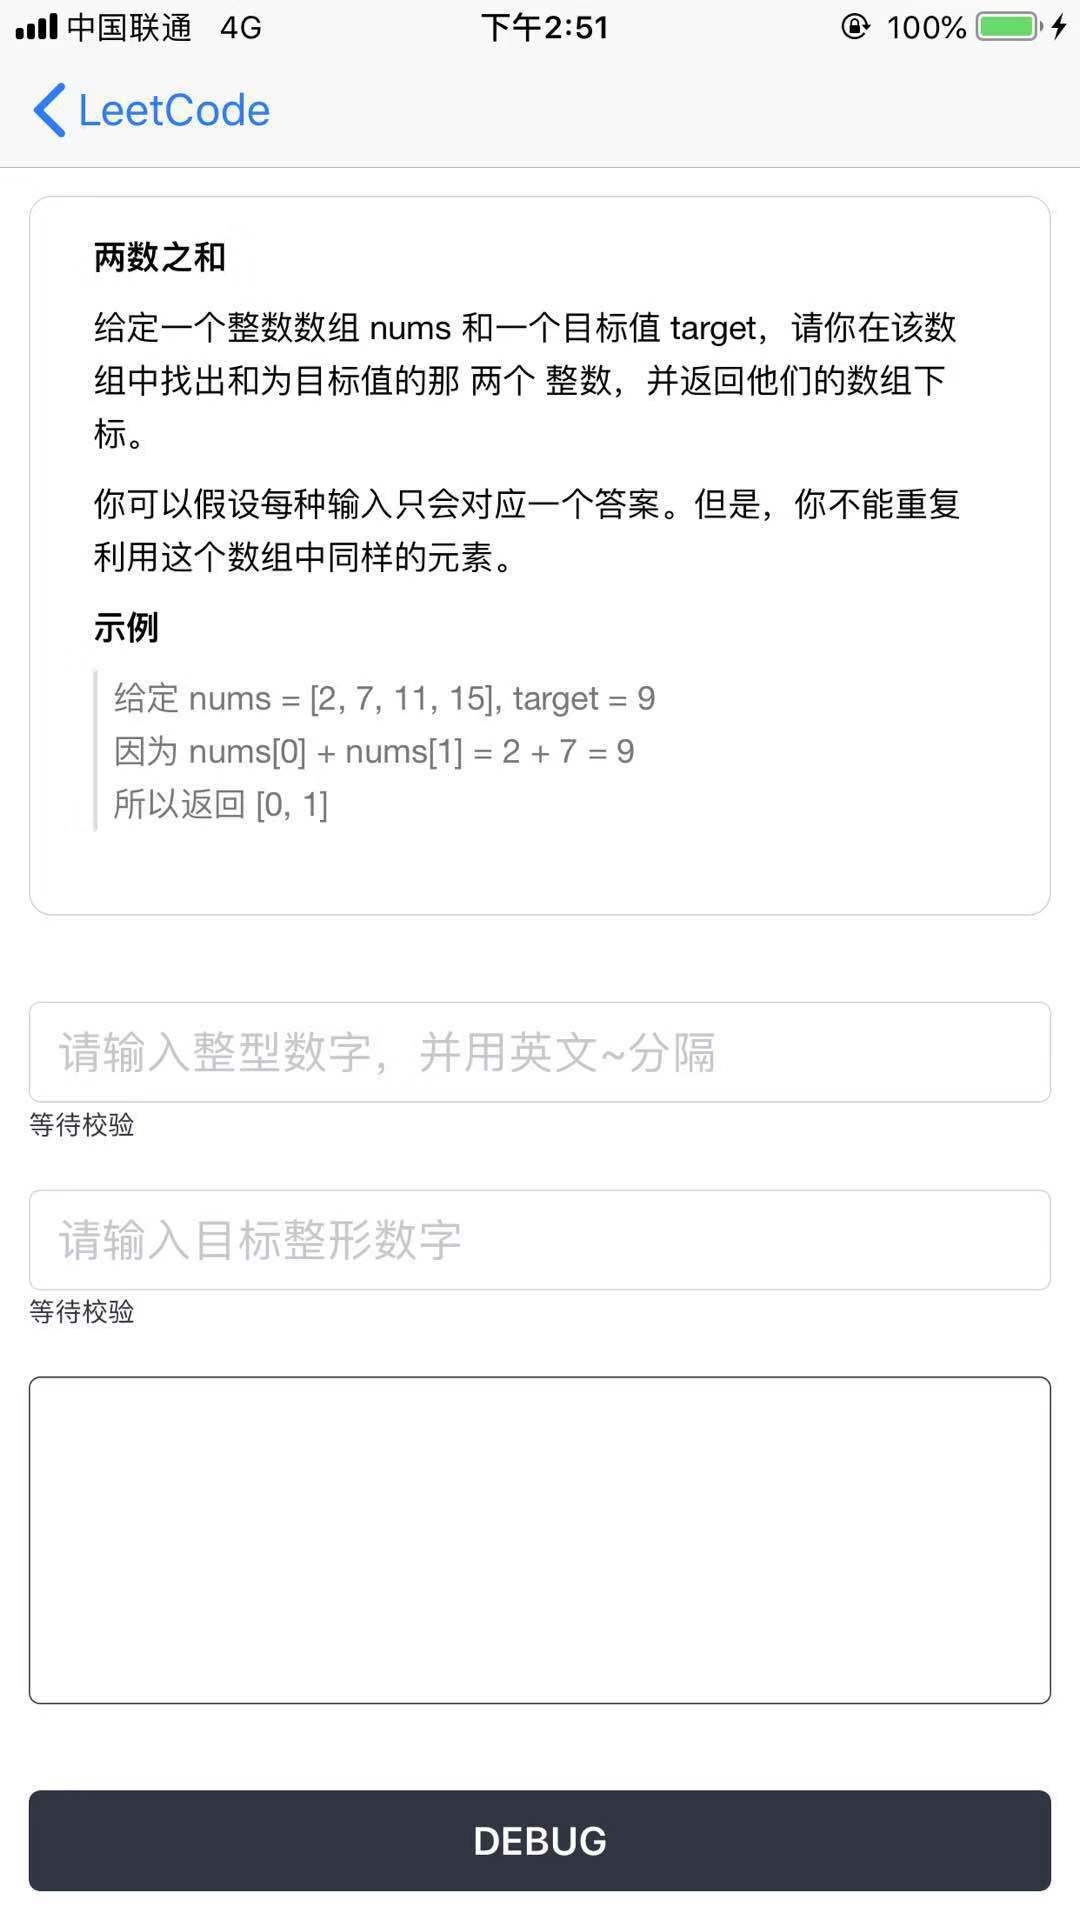 中国联通 4G 下午2:51 100%
LeetCode
两数之和
给定一个整数数组 nums 和一个目标值 target，请你在该数
组中找出和为目标值的那 两个 整数，并返回他们的数组下
标。
你可以假设每种输入只会对应一个答案。但是，你不能重复
利用这个数组中同样的元素。
示例
给定 nums = [2, 7, 11, 15], target = 9
因为 nums[0] + nums[1] = 2 + 7 = 9
所以返回 [0, 1]
请输入整型数字，并用英文~分隔
等待校验
请输入目标整形数字
等待校验
DEBUG